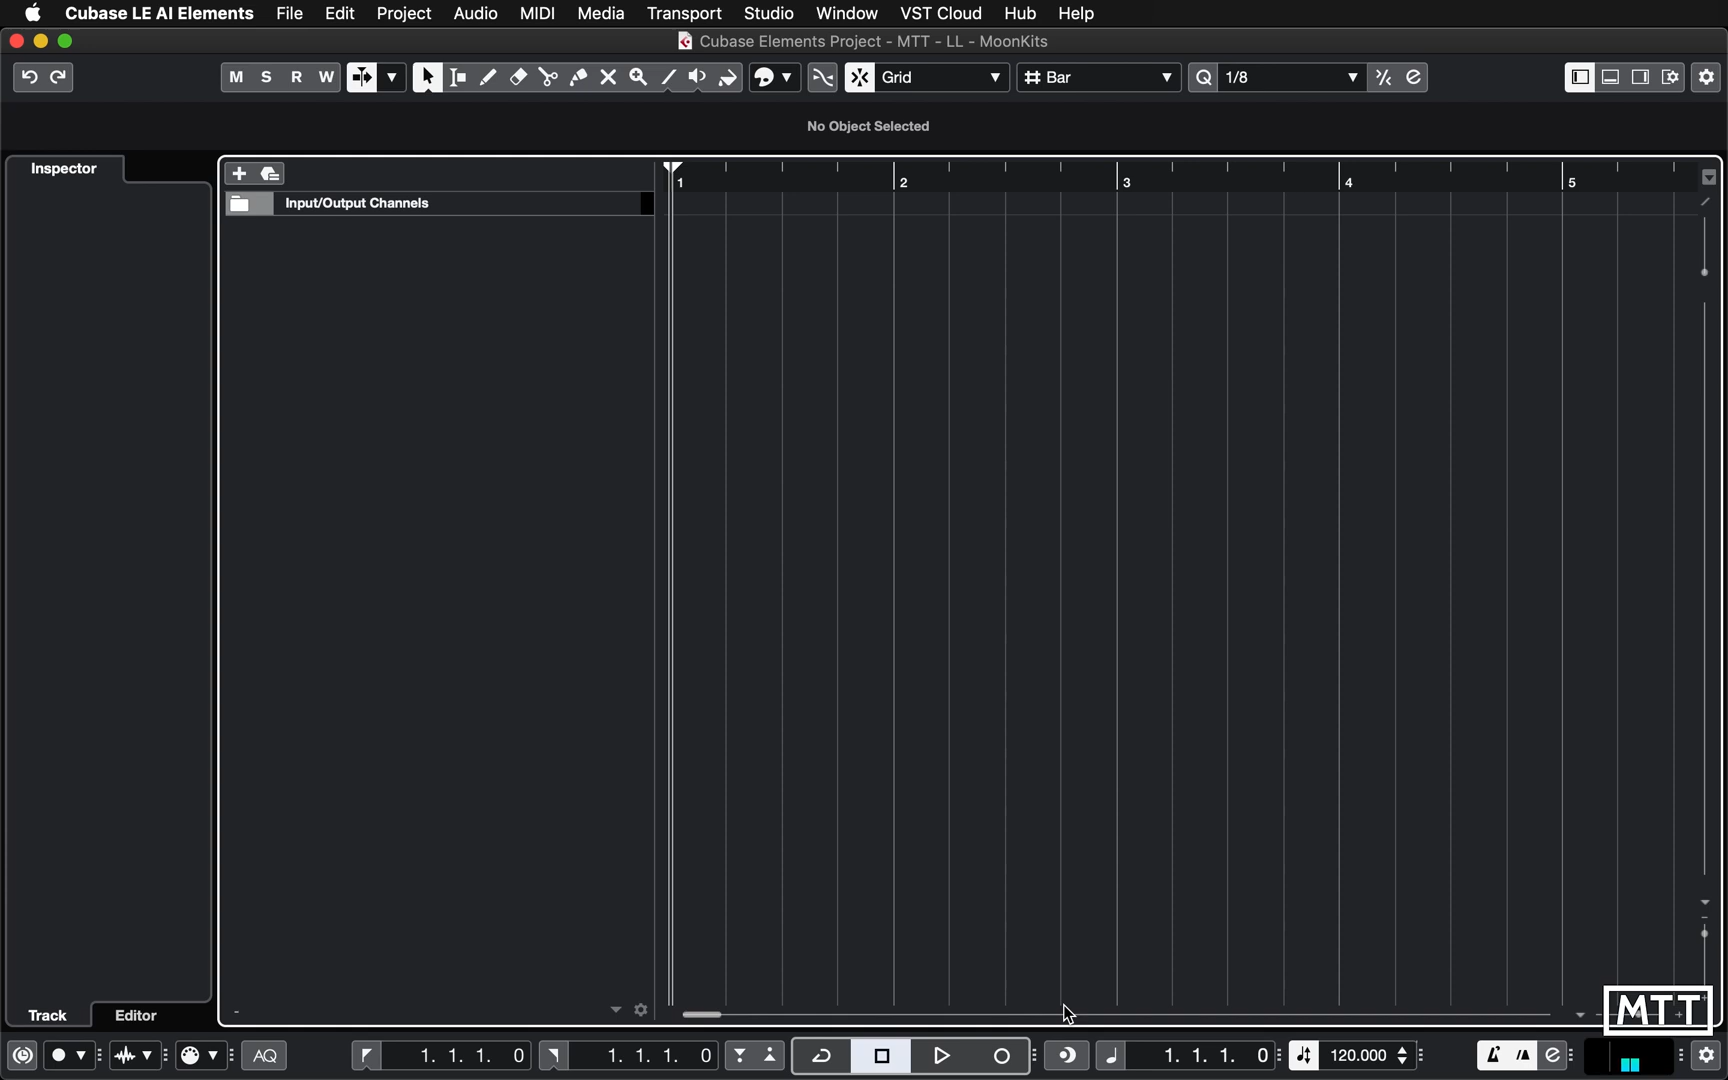 Cubase LE AI Elements File Edit Project Audio MIDI Media Transport Studio Window VST Cloud Hub Help
Cubase Elements Project - MTT - LL - MoonKits
M S R W Grid Bar Q 1/8 e
No Object Selected
Inspector
1 2 3 4 5
Input/Output Channels
Track Editor
MTT
AQ 1. 1. 1. 0 1. 1. 1. 0 1. 1. 1. 0 120.000 e